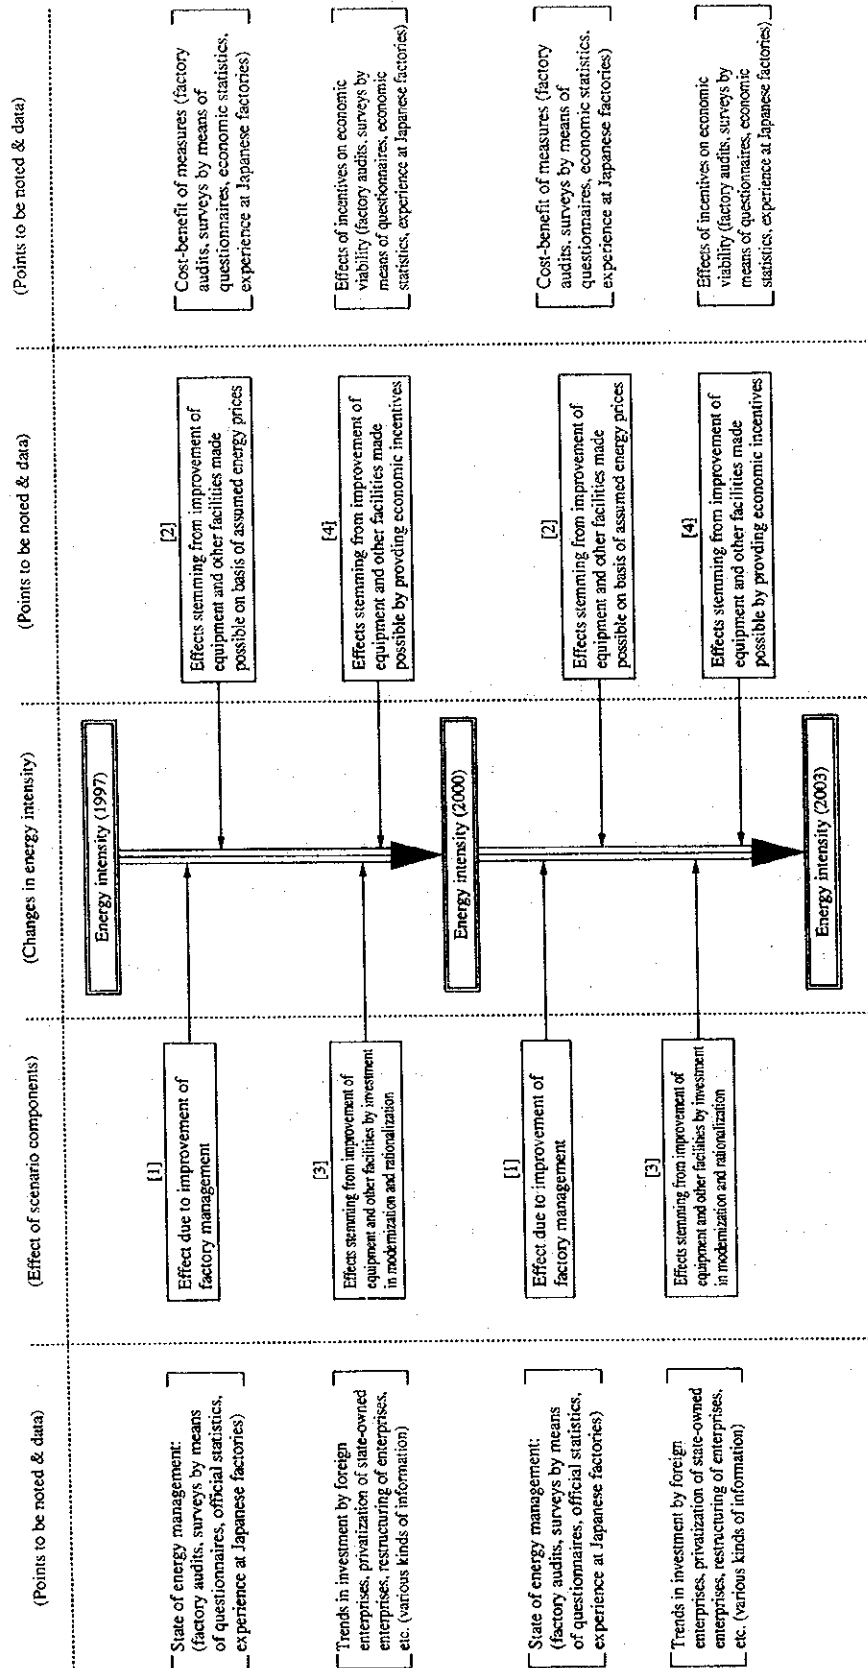 (Points to be noted & data)
(Effect of scenario components)
(Changes in energy intensity)
(Points to be noted & data)
(Points to be noted & data)
Energy intensity (1997)
State of energy management:
(factory audits, surveys by means
of questionnaires, official statistics,
experience at Japanese factories)
[1]
Effect due to improvement of
factory management
[2]
Effects stemming from improvement of
equipment and other facilities made
possible on basis of assumed energy prices
Cost-benefit of measures (factory
audits, surveys by means of
questionnaires, economic statistics,
experience at Japanese factories)
Trends in investment by foreign
enterprises, privatization of state-owned
enterprises, restructuring of enterprises,
etc. (various kinds of information)
[3]
Effects stemming from improvement of
equipment and other facilities by investment
in modernization and rationalization
[4]
Effects stemming from improvement of
equipment and other facilities made
possible by provding economic incentives
Effects of incentives on economic
viability (factory audits, surveys by
means of questionnaires, economic
statistics, experience at Japanese factories)
Energy intensity (2000)
State of energy management:
(factory audits, surveys by means
of questionnaires, official statistics,
experience at Japanese factories)
[1]
Effect due to improvement of
factory management
[2]
Effects stemming from improvement of
equipment and other facilities made
possible on basis of assumed energy prices
Cost-benefit of measures (factory
audits, surveys by means of
questionnaires, economic statistics,
experience at Japanese factories)
Trends in investment by foreign
enterprises, privatization of state-owned
enterprises, restructuring of enterprises,
etc. (various kinds of information)
[3]
Effects stemming from improvement of
equipment and other facilities by investment
in modernization and rationalization
[4]
Effects stemming from improvement of
equipment and other facilities made
possible by provding economic incentives
Effects of incentives on economic
viability (factory audits, surveys by
means of questionnaires, economic
statistics, experience at Japanese factories)
Energy intensity (2003)